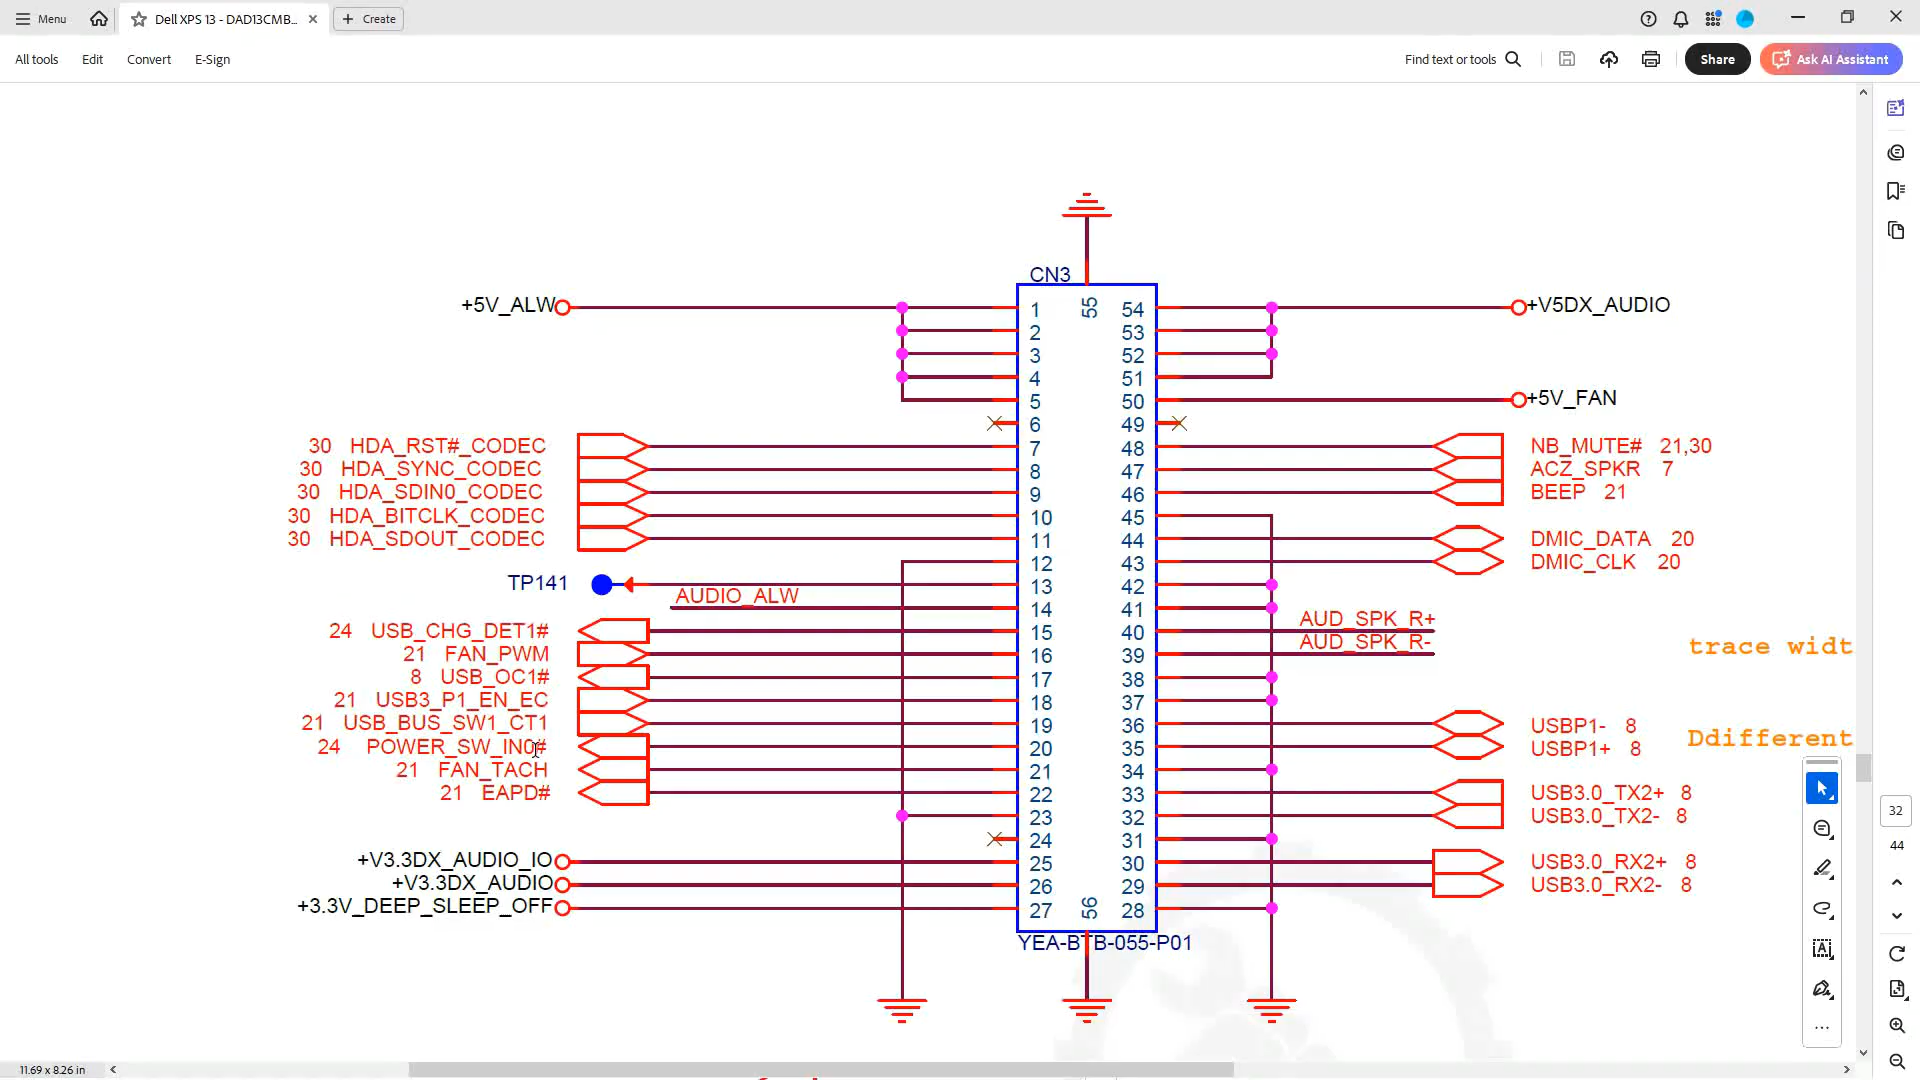 Menu
Dell XPS 13 - DAD13CMB...
Create
All tools
Edit
Convert
E-Sign
Find text or tools
Share
Ask AI Assistant
CN3
+5V_ALW
1 55 54
+V5DX_AUDIO
2 53
3 52
4 51
5 50
+5V_FAN
6 49
30 HDA_RST#_CODEC 7 48 NB_MUTE# 21,30
30 HDA_SYNC_CODEC 8 47 ACZ_SPKR 7
30 HDA_SDIN0_CODEC 9 46 BEEP 21
30 HDA_BITCLK_CODEC 10 45
30 HDA_SDOUT_CODEC 11 44 DMIC_DATA 20
12 43 DMIC_CLK 20
TP141 13 42
AUDIO_ALW 14 41
24 USB_CHG_DET1# 15 40 AUD_SPK_R+
21 FAN_PWM 16 39 AUD_SPK_R-
trace widt
8 USB_OC1# 17 38
21 USB3_P1_EN_EC 18 37
21 USB_BUS_SW1_CT1 19 36 USBP1- 8
24 POWER_SW_IN0# 20 35 USBP1+ 8
Ddifferent
21 FAN_TACH 21 34
21 EAPD# 22 33 USB3.0_TX2+ 8
23 32 USB3.0_TX2- 8
24 31
+V3.3DX_AUDIO_IO 25 30 USB3.0_RX2+ 8
+V3.3DX_AUDIO 26 29 USB3.0_RX2- 8
+3.3V_DEEP_SLEEP_OFF 27 56 28
YEA-BTB-055-P01
32
44
11.69 x 8.26 in